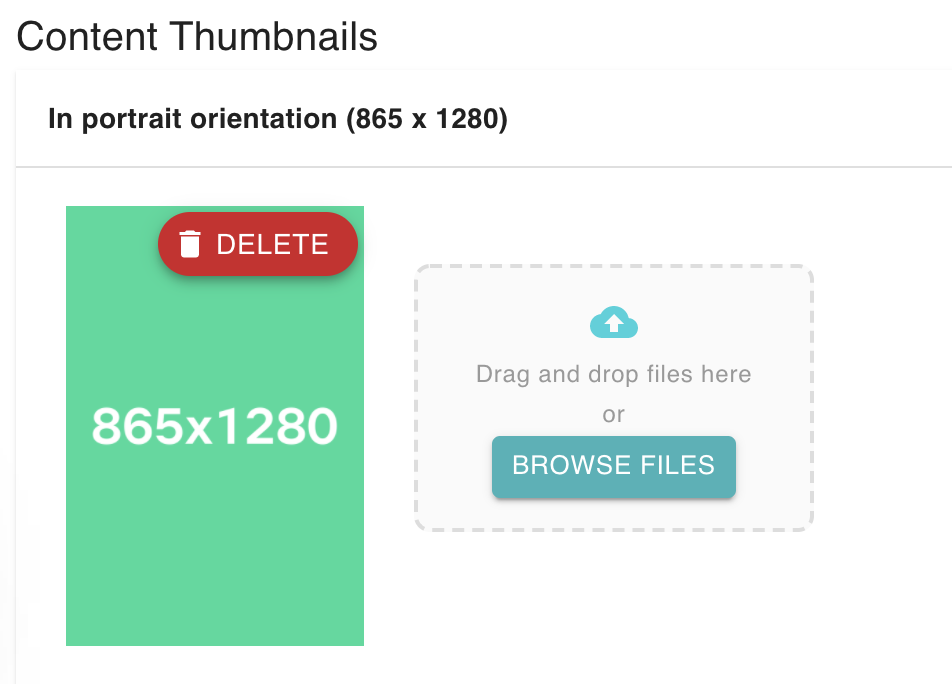 Content Thumbnails
In portrait orientation (865 x 1280)
DELETE
865x1280
Drag and drop files here
or
BROWSE FILES